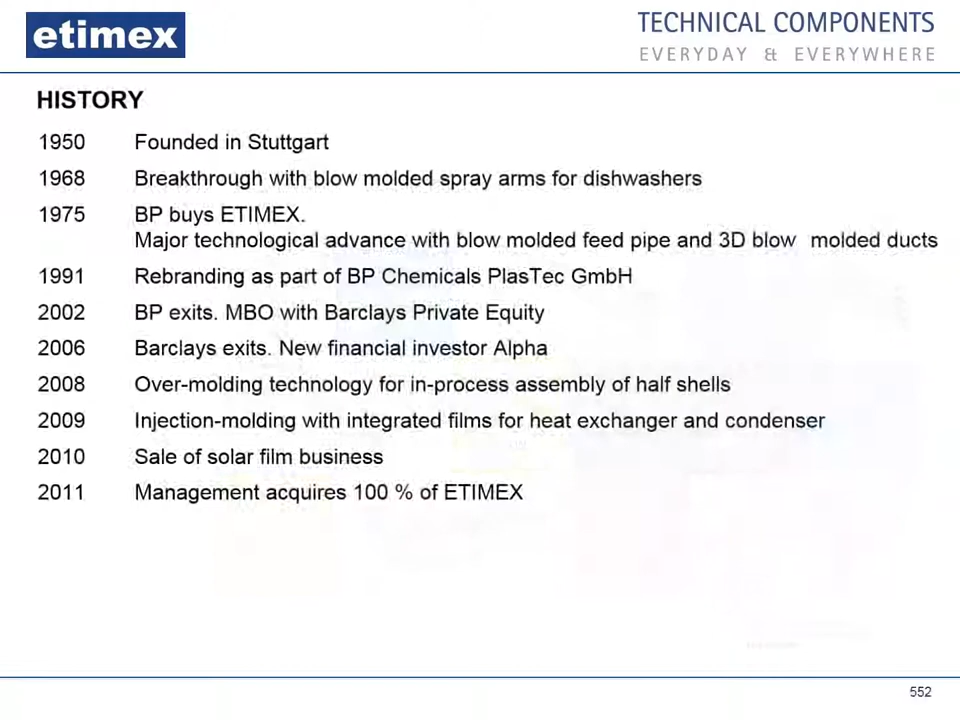 etimex
TECHNICAL COMPONENTS
EVERYDAY & EVERYWHERE
HISTORY
1950 Founded in Stuttgart
1968 Breakthrough with blow molded spray arms for dishwashers
1975 BP buys ETIMEX.
Major technological advance with blow molded feed pipe and 3D blow molded ducts
1991 Rebranding as part of BP Chemicals PlasTec GmbH
2002 BP exits. MBO with Barclays Private Equity
2006 Barclays exits. New financial investor Alpha
2008 Over-molding technology for in-process assembly of half shells
2009 Injection-molding with integrated films for heat exchanger and condenser
2010 Sale of solar film business
2011 Management acquires 100 % of ETIMEX
552